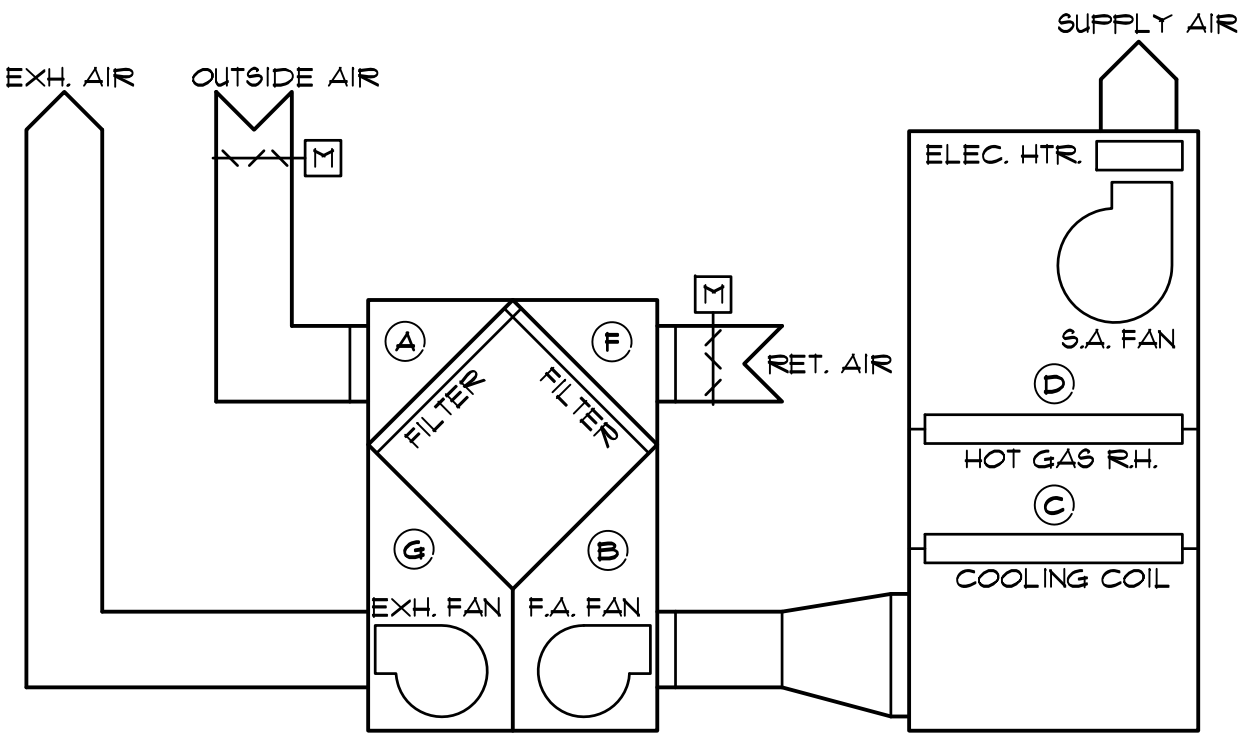 SUPPLY AIR
EXH. AIR
OUTSIDE AIR
M
ELEC. HTR.
M
A
F
S.A. FAN
RET. AIR
D
FILTER
FILTER
HOT GAS R.H.
C
G
B
COOLING COIL
EXH. FAN
F.A. FAN